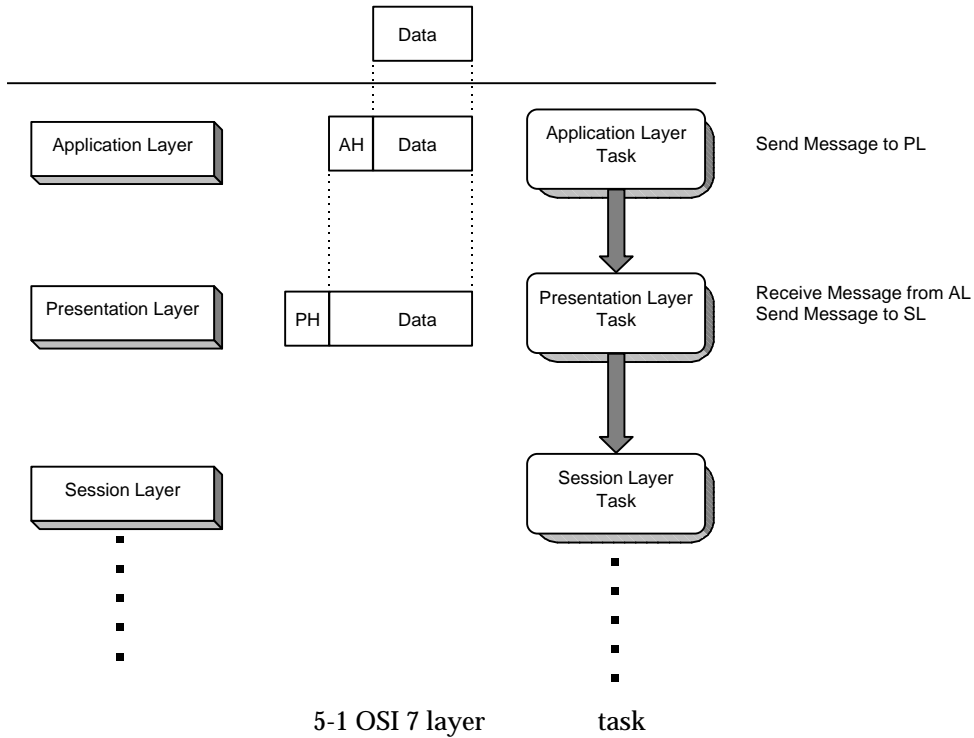 Data
Application Layer
AH
Data
Application Layer
Task
Send Message to PL
Presentation Layer
PH
Data
Presentation Layer
Task
Receive Message from AL
Send Message to SL
Session Layer
Session Layer
Task
5-1 OSI 7 layer task